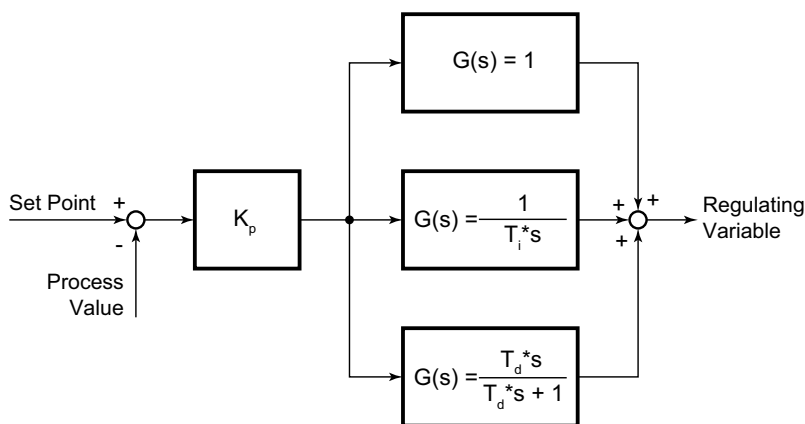 G(s) = 1
Set Point
+
-
Process
Value
K_p
G(s) = 1 / T_i*s
+
+
+
Regulating
Variable
G(s) = T_d*s / T_d*s + 1